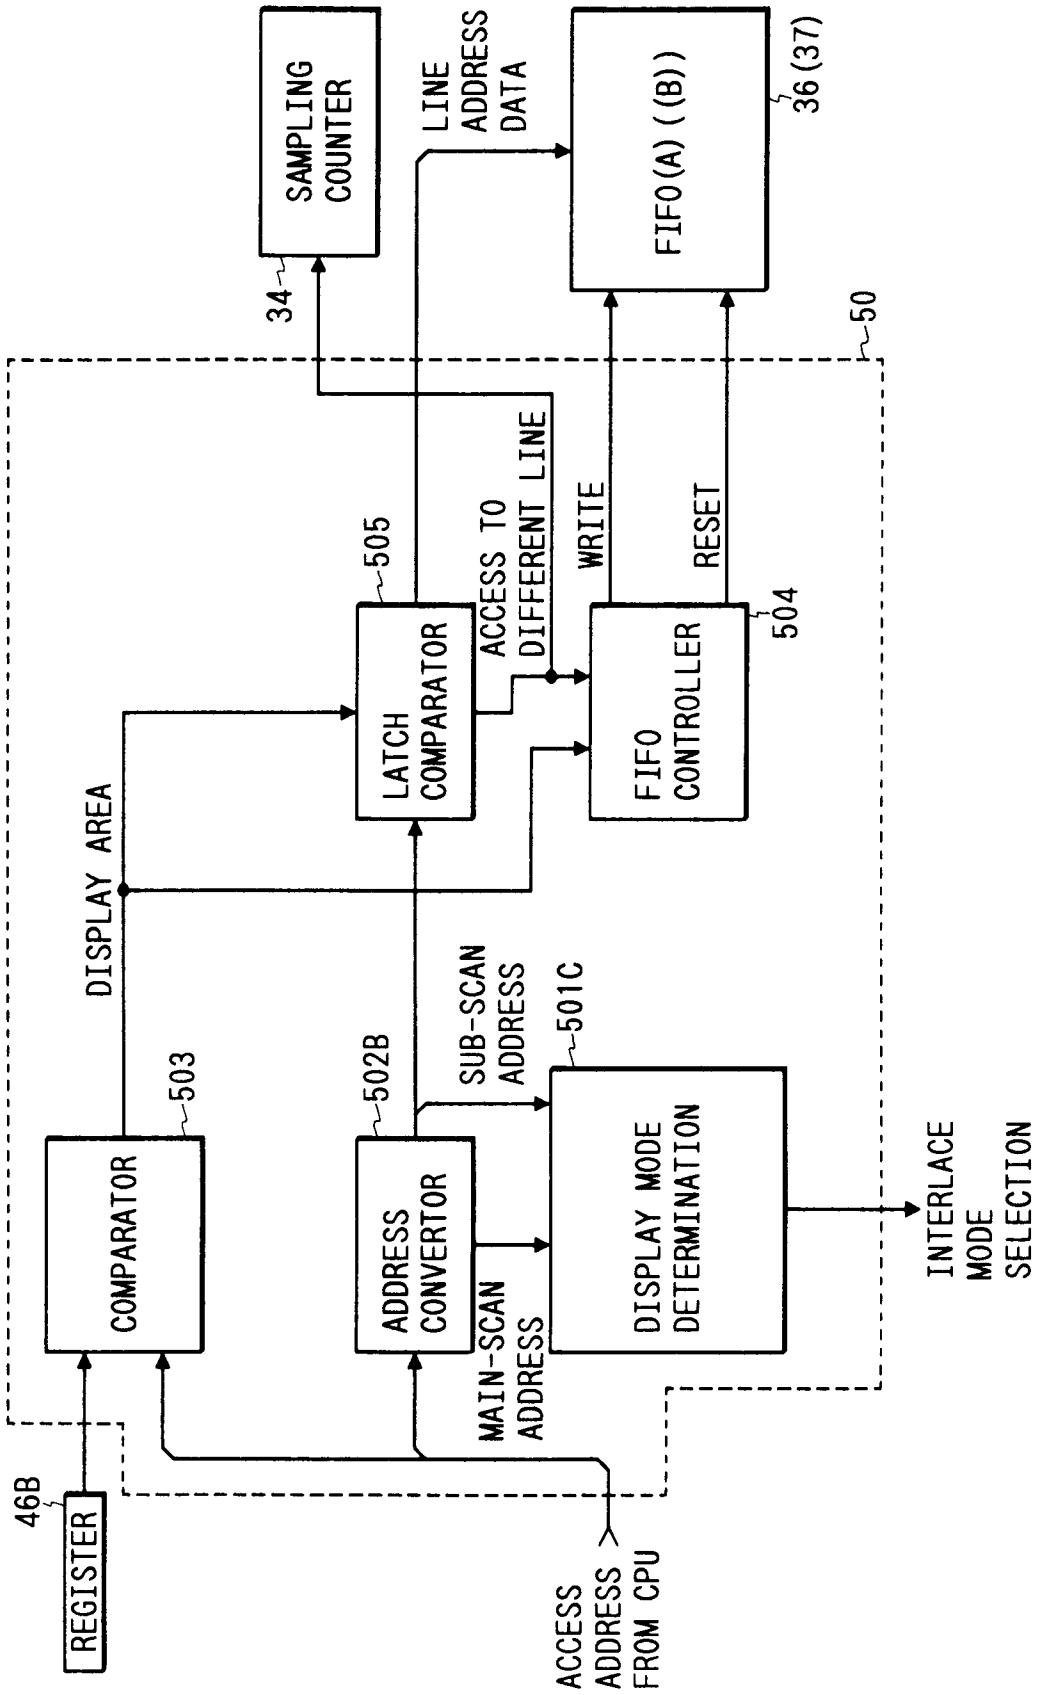 46B
REGISTER
ACCESS
ADDRESS
FROM CPU
COMPARATOR
503
DISPLAY AREA
ADDRESS
CONVERTOR
502B
MAIN-SCAN
ADDRESS
SUB-SCAN
ADDRESS
DISPLAY MODE
DETERMINATION
501C
INTERLACE
MODE
SELECTION
LATCH
COMPARATOR
505
ACCESS TO
DIFFERENT LINE
FIFO
CONTROLLER
504
WRITE
RESET
50
34
SAMPLING
COUNTER
LINE
ADDRESS
DATA
FIFO(A)((B))
36(37)